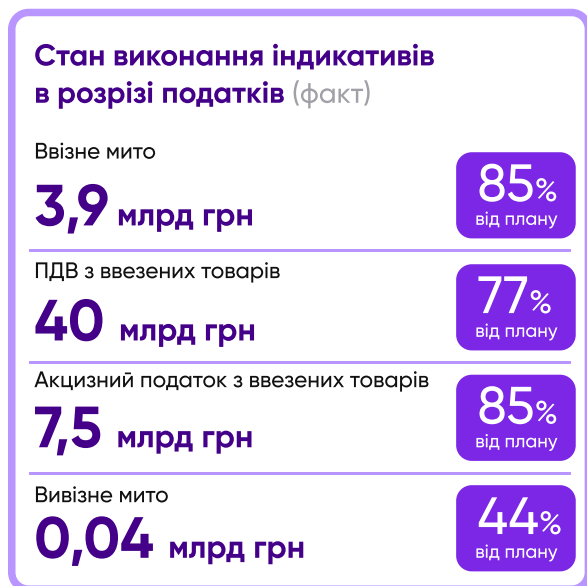 Стан виконання індикативів
в розрізі податків (факт)
Ввізне мито
3,9 млрд грн
85%
від плану
ПДВ з ввезених товарів
40 млрд грн
77%
від плану
Акцизний податок з ввезених товарів
7,5 млрд грн
85%
від плану
Вивізне мито
0,04 млрд грн
44%
від плану